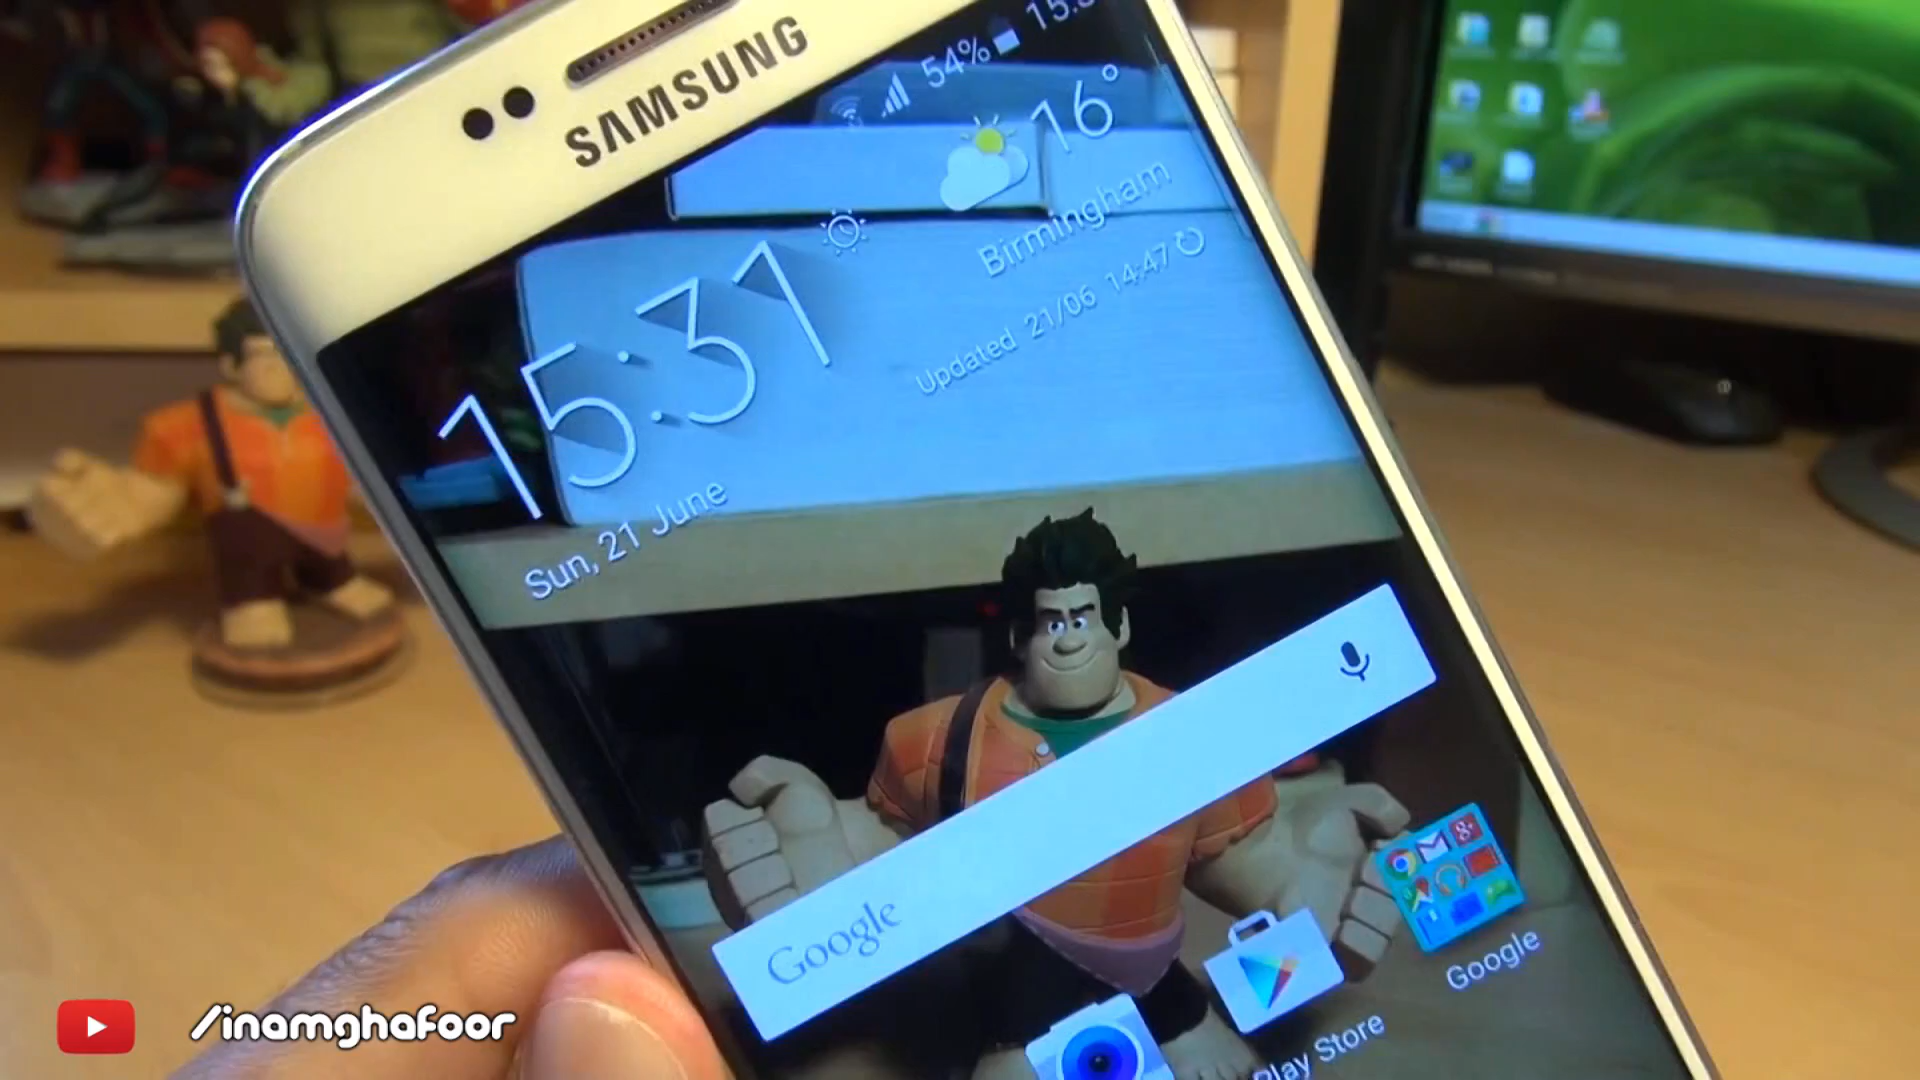 SAMSUNG
54%
16°
Birmingham
Updated 21/06 14:47
15:31
Sun, 21 June
Google
Google
Play Store
/inamghafoor